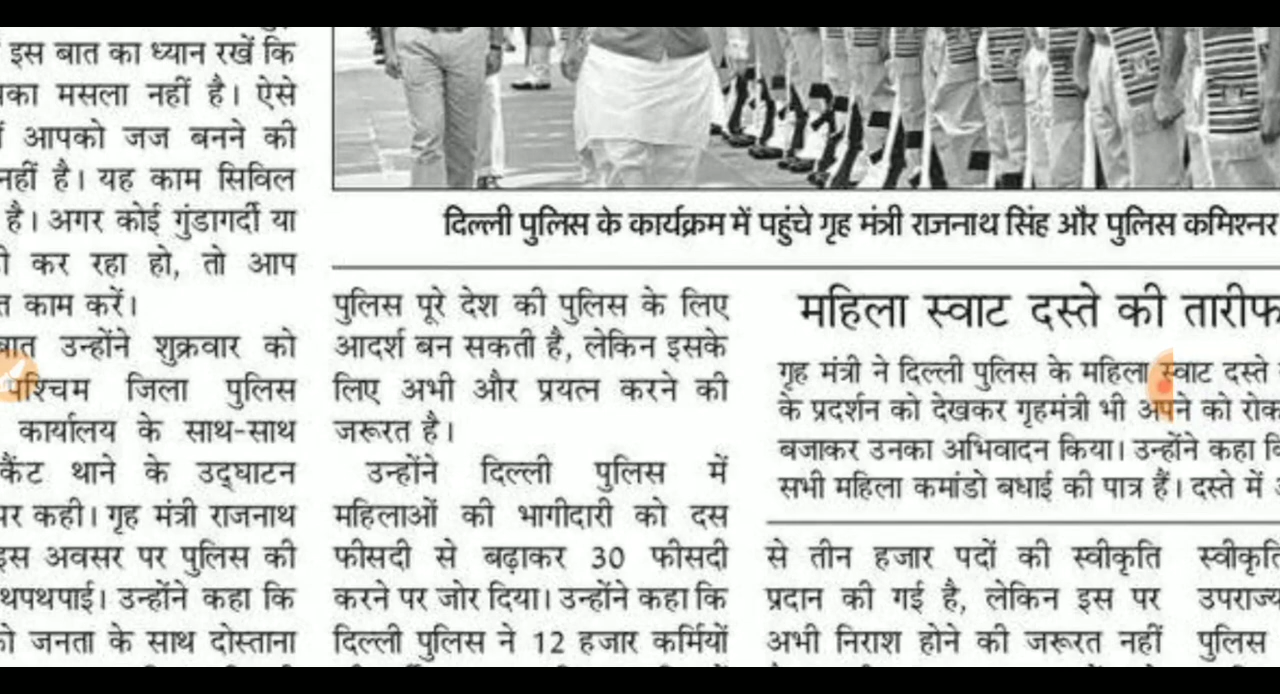 इस बात का ध्यान रखें कि
मसला नहीं है। ऐसे
आपको जज बनने की
नहीं है। यह काम सिविल
है। अगर कोई गुंडागर्दी या
कर रहा हो, तो आप
काम करें।
बात उन्होंने शुक्रवार को
पश्चिम जिला पुलिस
कार्यालय के साथ-साथ
कैंट थाने के उद्घाटन
पर कही। गृह मंत्री राजनाथ
इस अवसर पर पुलिस की
थपथपाई। उन्होंने कहा कि
जनता के साथ दोस्ताना
दिल्ली पुलिस के कार्यक्रम में पहुंचे गृह मंत्री राजनाथ सिंह और पुलिस कमिश्नर
पुलिस पूरे देश की पुलिस के लिए
आदर्श बन सकती है, लेकिन इसके
लिए अभी और प्रयत्न करने की
जरूरत है।
उन्होंने दिल्ली पुलिस में
महिलाओं की भागीदारी को दस
फीसदी से बढ़ाकर 30 फीसदी
करने पर जोर दिया। उन्होंने कहा कि
दिल्ली पुलिस ने 12 हजार कर्मियों
महिला स्वाट दस्ते की तारीफ
गृह मंत्री ने दिल्ली पुलिस के महिला स्वाट दस्ते
के प्रदर्शन को देखकर गृहमंत्री भी अपने को रोक
बजाकर उनका अभिवादन किया। उन्होंने कहा कि
सभी महिला कमांडो बधाई की पात्र हैं। दस्ते में
से तीन हजार पदों की स्वीकृति
प्रदान की गई है, लेकिन इस पर
अभी निराश होने की जरूरत नहीं
स्वीकृति
उपराज्य
पुलिस